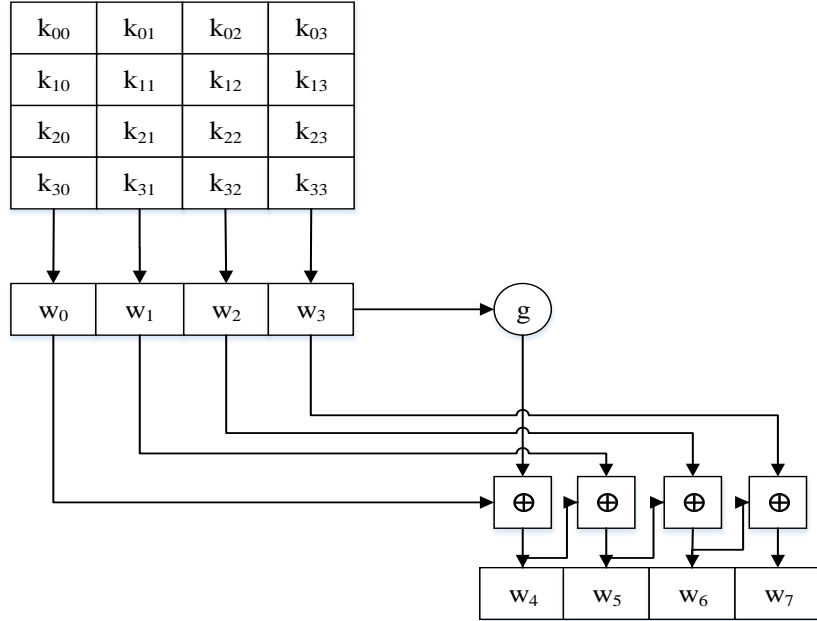 k₀₀ k₀₁ k₀₂ k₀₃
k₁₀ k₁₁ k₁₂ k₁₃
k₂₀ k₂₁ k₂₂ k₂₃
k₃₀ k₃₁ k₃₂ k₃₃
w₀ w₁ w₂ w₃ g
⊕ ⊕ ⊕ ⊕
w₄ w₅ w₆ w₇